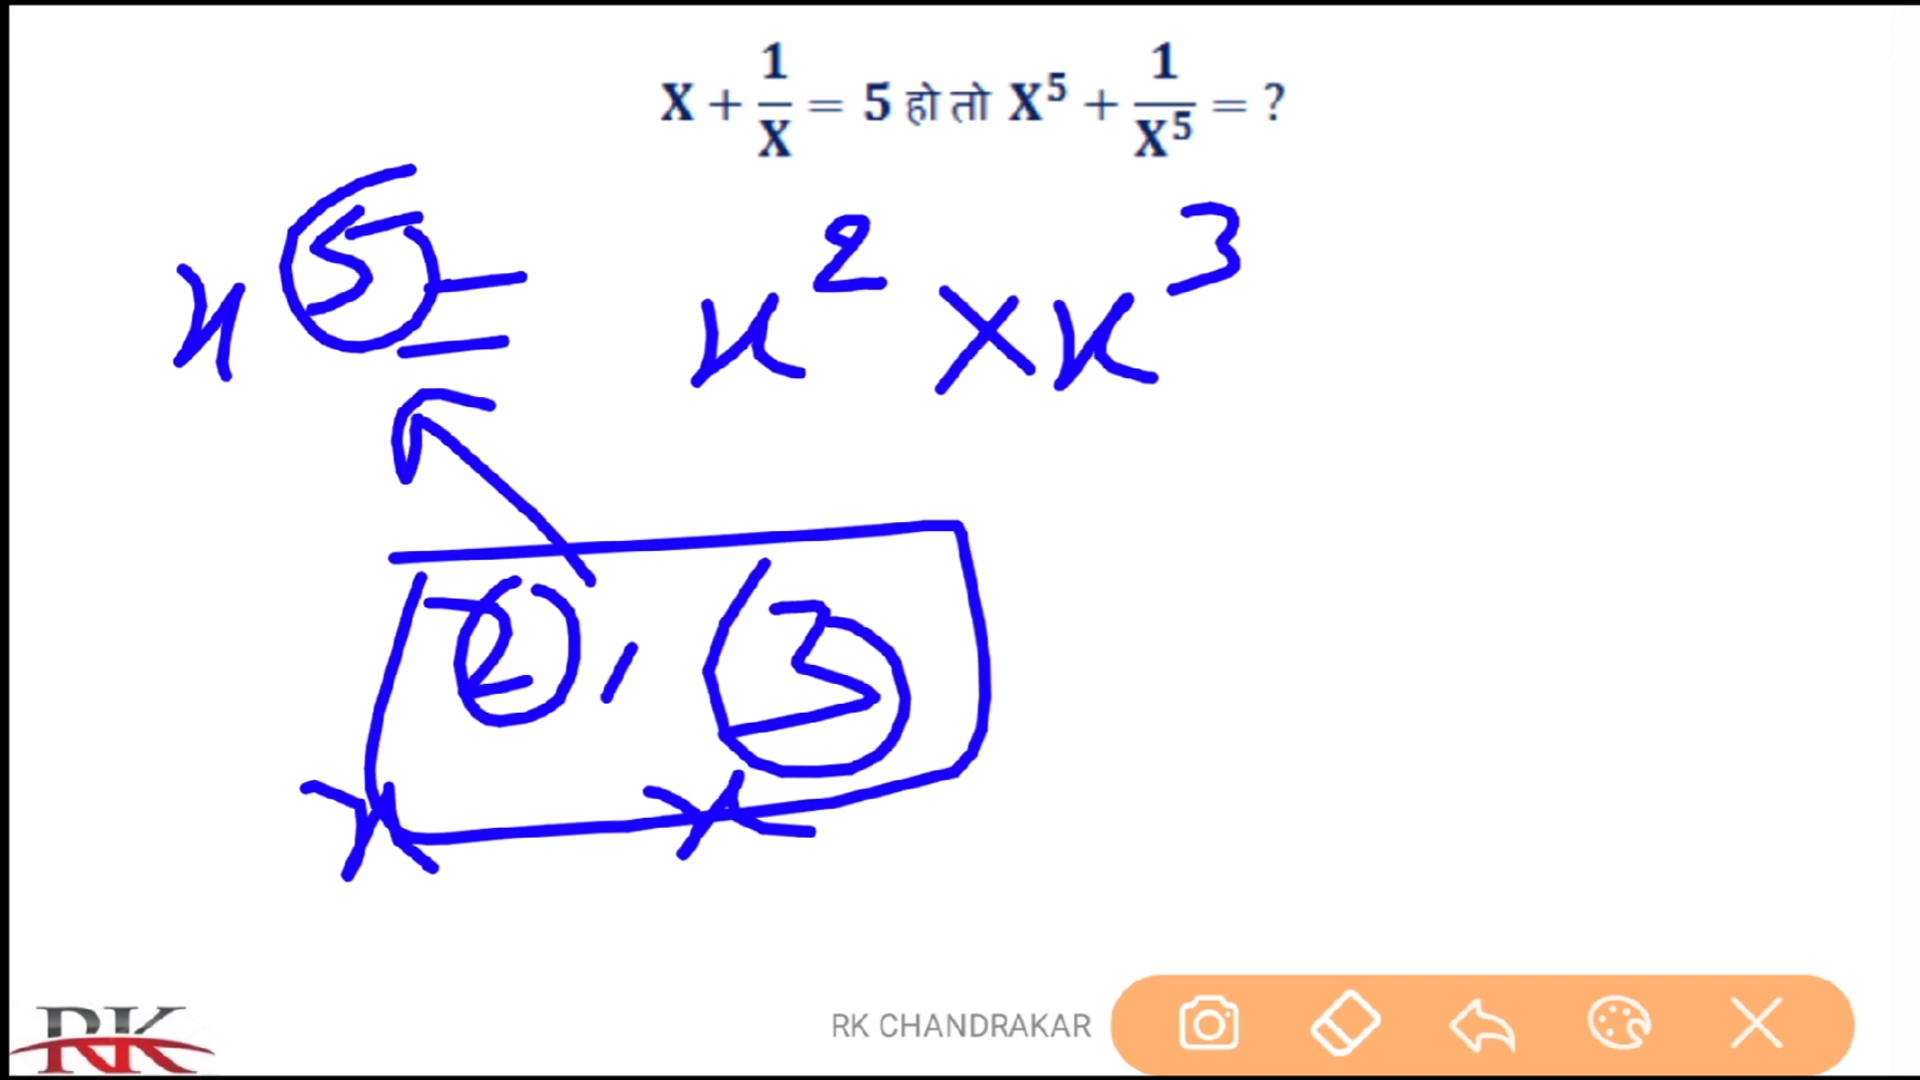 X + 1/X = 5 हो तो X⁵ + 1/X⁵ = ?
x⁵ = x² × x³
2, 3
x x
RK
RK CHANDRAKAR